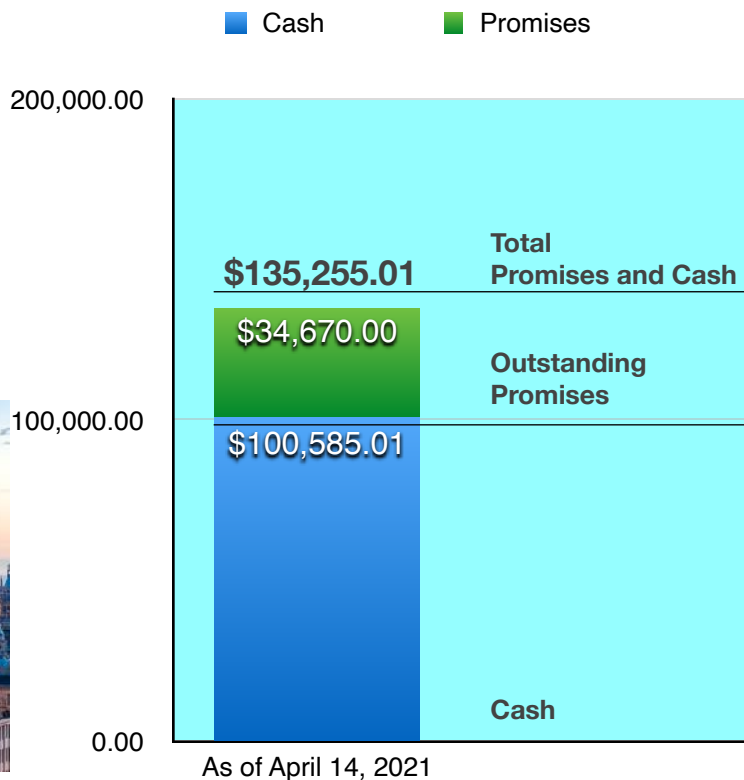 Cash
Promises
200,000.00
Total
$135,255.01
Promises and Cash
$34,670.00
Outstanding
Promises
100,000.00
$100,585.01
Cash
0.00
As of April 14, 2021